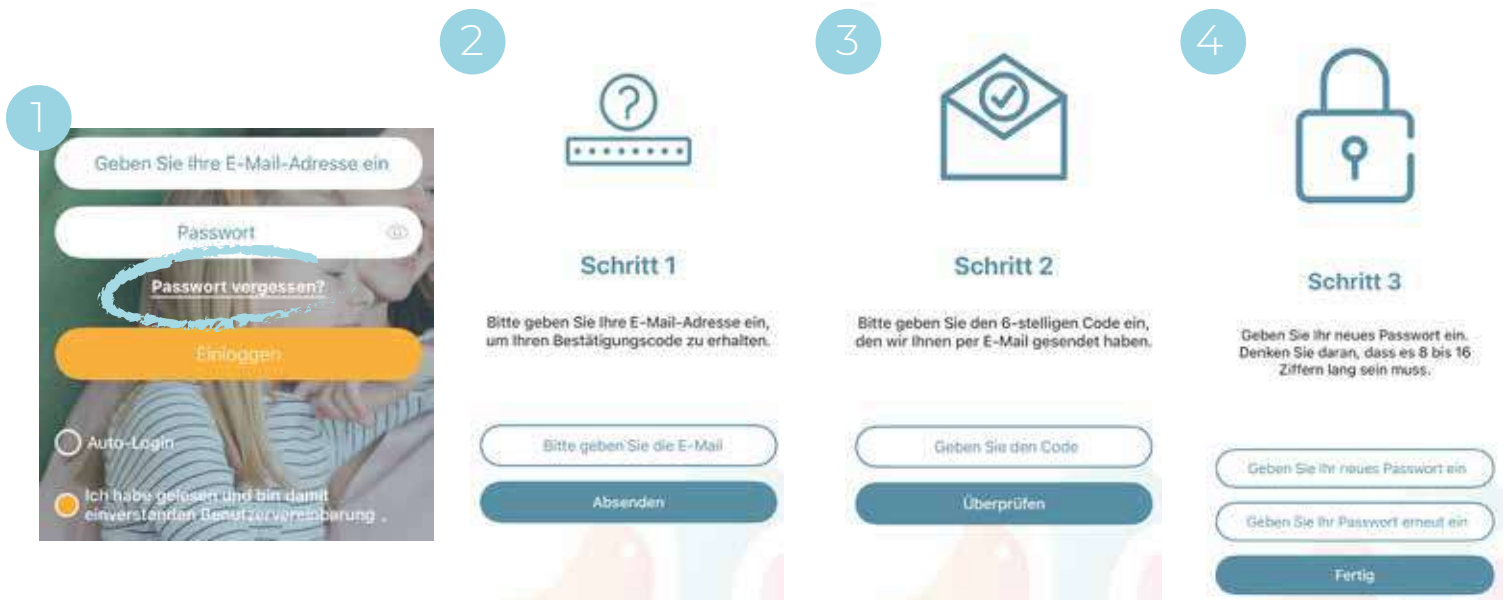 1
Geben Sie Ihre E-Mail-Adresse ein
Passwort
Passwort vergessen?
Einloggen
Auto-Login
Ich habe gelesen und bin damit
einverstanden Benutzervereinbarung .
2
Schritt 1
Bitte geben Sie Ihre E-Mail-Adresse ein,
um Ihren Bestätigungscode zu erhalten.
Bitte geben Sie die E-Mail
Absenden
3
Schritt 2
Bitte geben Sie den 6-stelligen Code ein,
den wir Ihnen per E-Mail gesendet haben.
Geben Sie den Code
Überprüfen
4
Schritt 3
Geben Sie Ihr neues Passwort ein.
Denken Sie daran, dass es 8 bis 16
Ziffern lang sein muss.
Geben Sie Ihr neues Passwort ein
Geben Sie Ihr Passwort erneut ein
Fertig